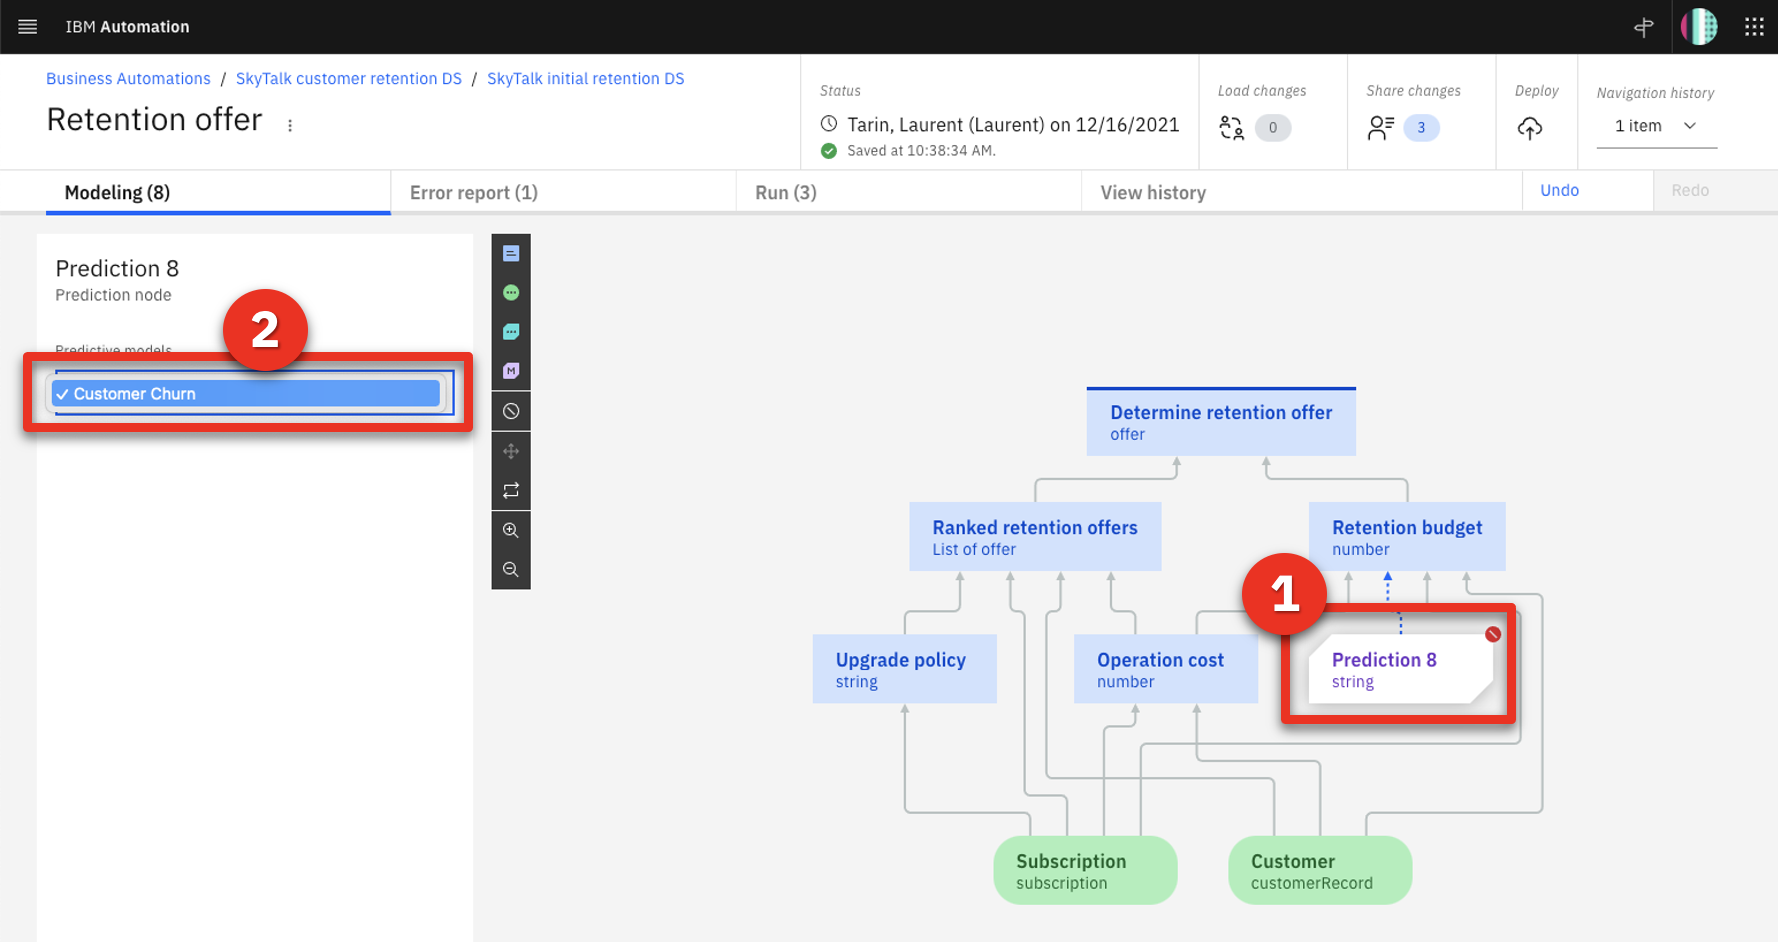 IBM Automation
Business Automations / SkyTalk customer retention DS / SkyTalk initial retention DS
Retention offer
Status
Tarin, Laurent (Laurent) on 12/16/2021
Saved at 10:38:34 AM.
Load changes
0
Share changes
3
Deploy
Navigation history
1 item
Modeling (8)
Error report (1)
Run (3)
View history
Undo
Redo
Prediction 8
Prediction node
2
Predictive models
✓ Customer Churn
M
Determine retention offer
offer
Ranked retention offers
List of offer
Retention budget
number
1
Upgrade policy
string
Operation cost
number
Prediction 8
string
Subscription
subscription
Customer
customerRecord